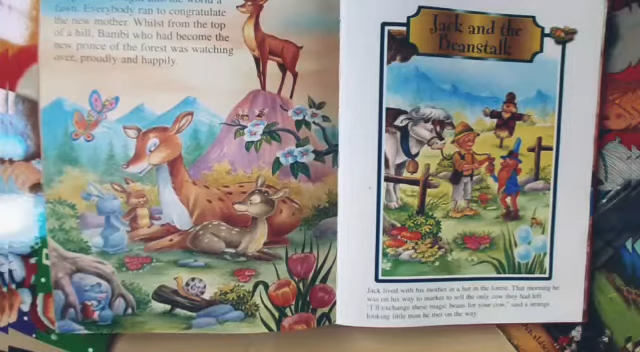 fawn. Everybody ran to congratulate
the new mother. Whilst from the top
of a hill, Bambi who had become the
new prince of the forest was watching
over, proudly and happily.
Jack and the
Beanstalk
Jack lived with his mother in a hut in the forest. That morning he
was on his way to market to sell the only cow they had left.
"I'll exchange these magic beans for your cow," said a strange
looking little man he met on the way.